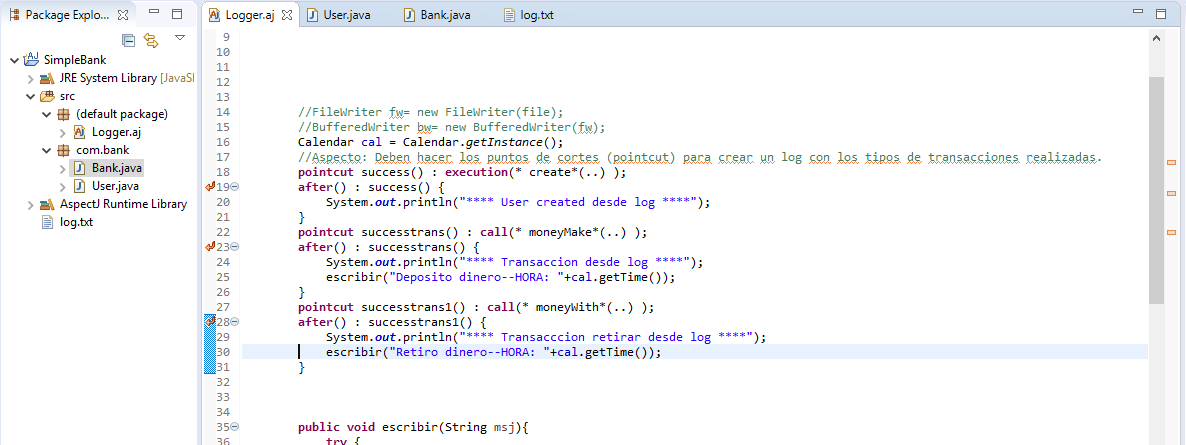 Package Explo...
SimpleBank
JRE System Library [JavaSE
src
(default package)
Logger.aj
com.bank
Bank.java
User.java
AspectJ Runtime Library
log.txt
Logger.aj User.java Bank.java log.txt
9
10
11
12
13
14 //FileWriter fw= new FileWriter(file);
15 //BufferedWriter bw= new BufferedWriter(fw);
16 Calendar cal = Calendar.getInstance();
17 //Aspecto: Deben hacer los puntos de cortes (pointcut) para crear un log con los tipos de transacciones realizadas.
18 pointcut success() : execution(* create*(..) );
19 after() : success() {
20 System.out.println("**** User created desde log ****");
21 }
22 pointcut successtrans() : call(* moneyMake*(..) );
23 after() : successtrans() {
24 System.out.println("**** Transaccion desde log ****");
25 escribir("Deposito dinero--HORA: "+cal.getTime());
26 }
27 pointcut successtrans1() : call(* moneyWith*(..) );
28 after() : successtrans1() {
29 System.out.println("**** Transacccion retirar desde log ****");
30 escribir("Retiro dinero--HORA: "+cal.getTime());
31 }
32
33
34
35 public void escribir(String msj){
36 try {